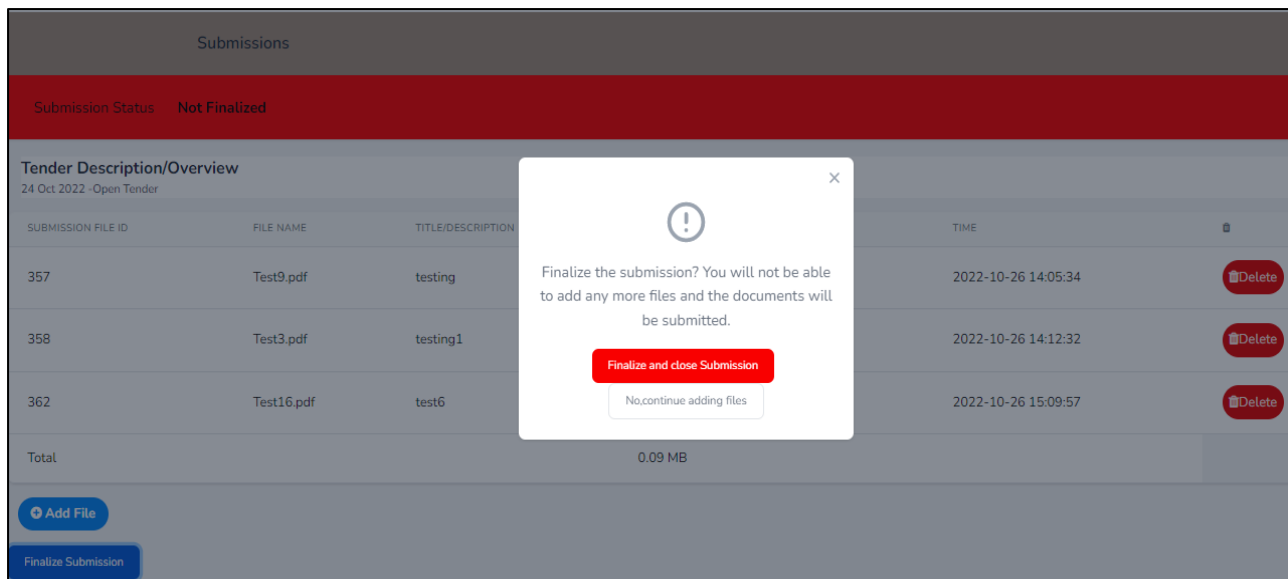 Submissions
Submission Status Not Finalized
Tender Description/Overview
24 Oct 2022 -Open Tender
SUBMISSION FILE ID FILE NAME TITLE/DESCRIPTION TIME
357 Test9.pdf testing 2022-10-26 14:05:34 Delete
358 Test3.pdf testing1 2022-10-26 14:12:32 Delete
362 Test16.pdf test6 2022-10-26 15:09:57 Delete
Total 0.09 MB
Add File
Finalize Submission
Finalize the submission? You will not be able
to add any more files and the documents will
be submitted.
Finalize and close Submission
No,continue adding files